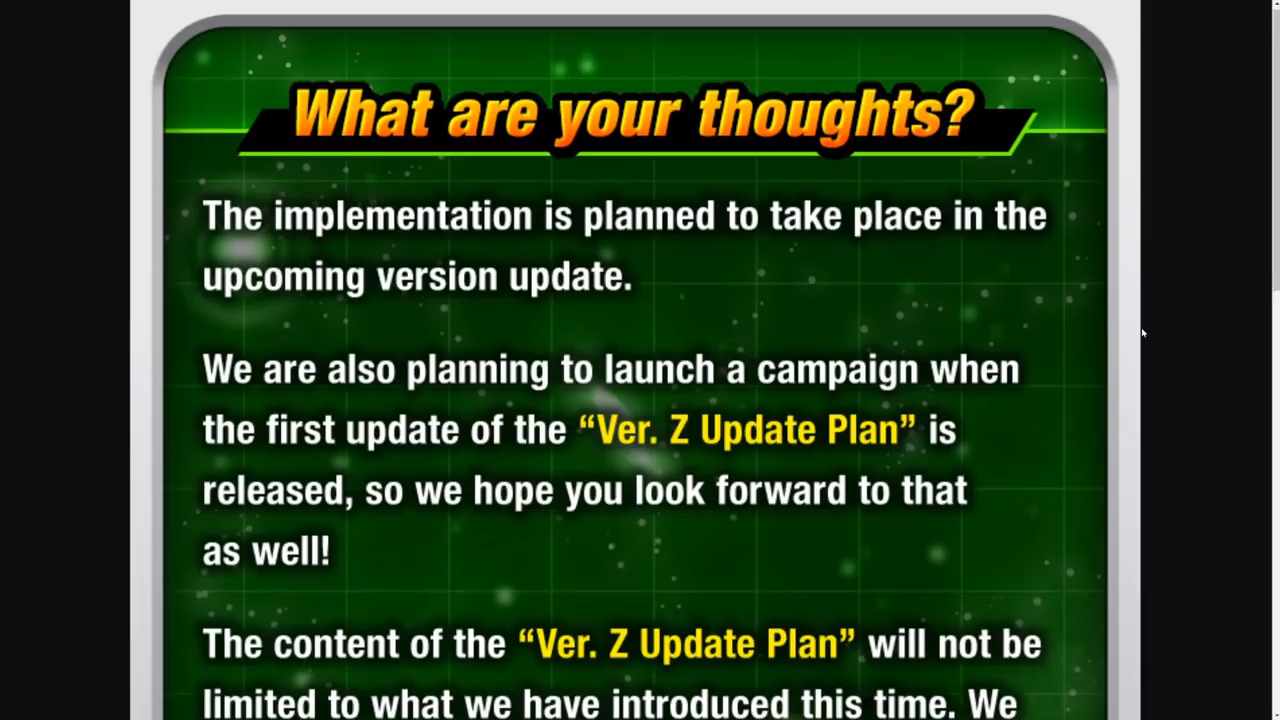 What are your thoughts?
The implementation is planned to take place in the
upcoming version update.
We are also planning to launch a campaign when
the first update of the “Ver. Z Update Plan” is
released, so we hope you look forward to that
as well!
The content of the “Ver. Z Update Plan” will not be
limited to what we have introduced this time. We